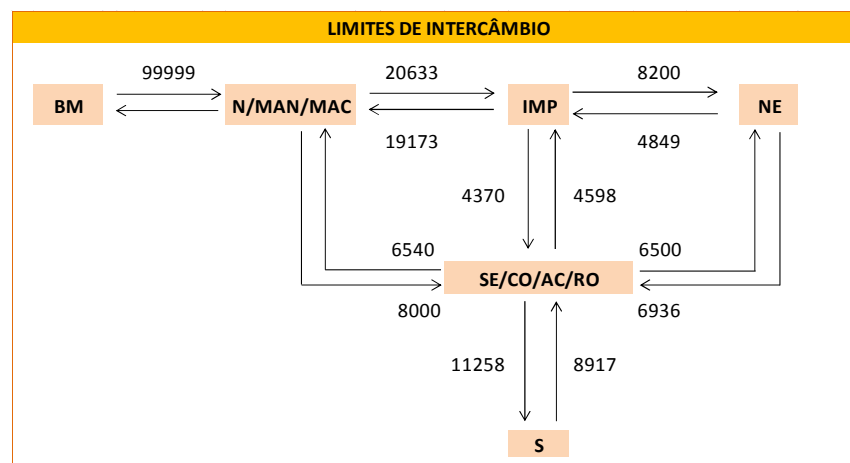 LIMITES DE INTERCÂMBIO
99999 20633 8200
BM N/MAN/MAC IMP NE
19173 4849
4370 4598
6540 6500
SE/CO/AC/RO
8000 6936
11258 8917
S